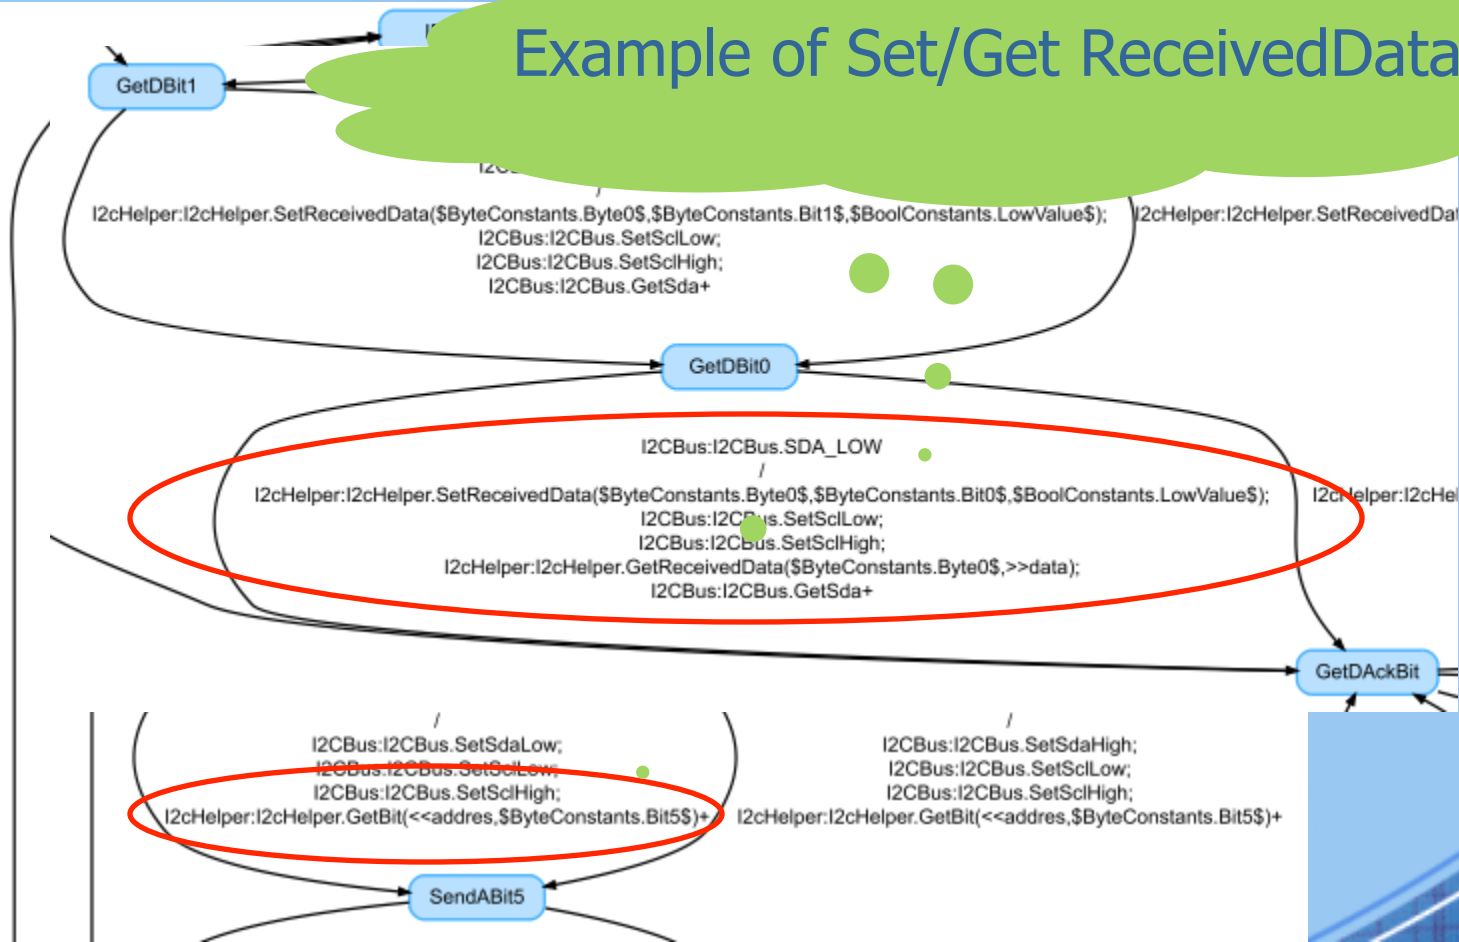 Example of Set/Get ReceivedData
GetDBit1
/
I2cHelper:I2cHelper.SetReceivedData($ByteConstants.Byte0$,$ByteConstants.Bit1$,$BoolConstants.LowValue$);
I2CBus:I2CBus.SetSclLow;
I2CBus:I2CBus.SetSclHigh;
I2CBus:I2CBus.GetSda+
GetDBit0
I2CBus:I2CBus.SDA_LOW
/
I2cHelper:I2cHelper.SetReceivedData($ByteConstants.Byte0$,$ByteConstants.Bit0$,$BoolConstants.LowValue$);
I2CBus:I2CBus.SetSclLow;
I2CBus:I2CBus.SetSclHigh;
I2cHelper:I2cHelper.GetReceivedData($ByteConstants.Byte0$,>>data);
I2CBus:I2CBus.GetSda+
GetDAckBit
/
I2CBus:I2CBus.SetSdaLow;
I2CBus:I2CBus.SetSclLow;
I2CBus:I2CBus.SetSclHigh;
I2cHelper:I2cHelper.GetBit(<<addres,$ByteConstants.Bit5$)+
/
I2CBus:I2CBus.SetSdaHigh;
I2CBus:I2CBus.SetSclLow;
I2CBus:I2CBus.SetSclHigh;
I2cHelper:I2cHelper.GetBit(<<addres,$ByteConstants.Bit5$)+
SendABit5